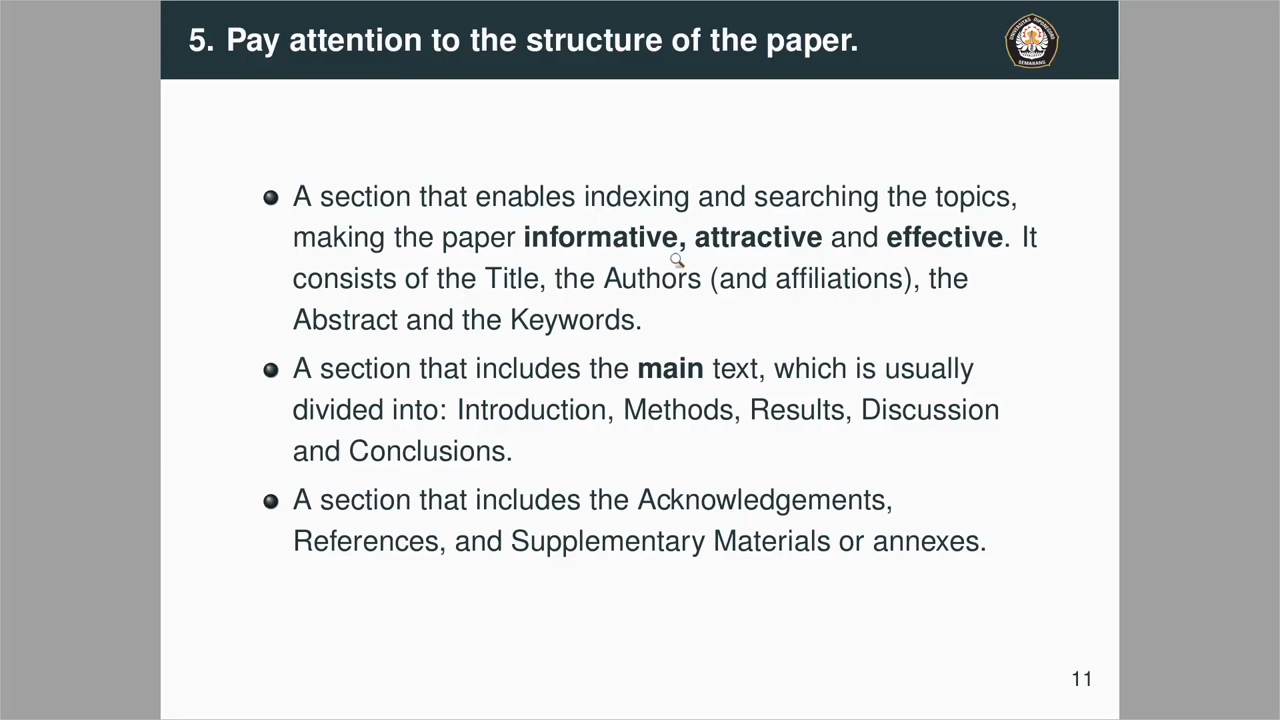 5. Pay attention to the structure of the paper.
UNIVERSITAS DIPONEGORO
SEMARANG
A section that enables indexing and searching the topics,
making the paper informative, attractive and effective. It
consists of the Title, the Authors (and affiliations), the
Abstract and the Keywords.
A section that includes the main text, which is usually
divided into: Introduction, Methods, Results, Discussion
and Conclusions.
A section that includes the Acknowledgements,
References, and Supplementary Materials or annexes.
11